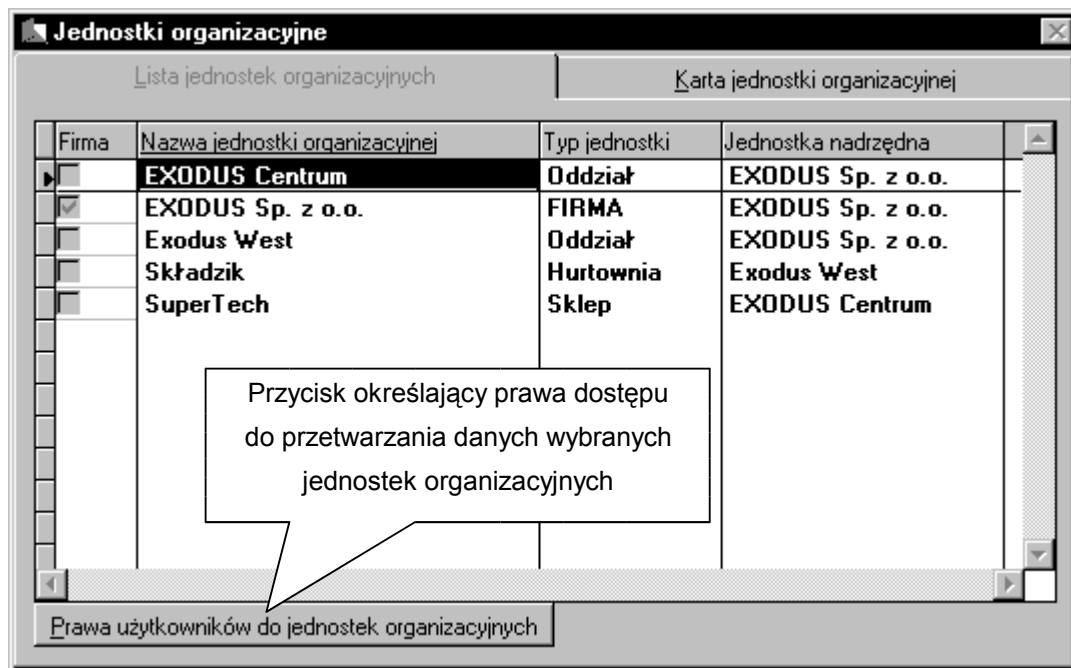 Jednostki organizacyjne
Lista jednostek organizacyjnych Karta jednostki organizacyjnej
Firma Nazwa jednostki organizacyjnej Typ jednostki Jednostka nadrzędna
EXODUS Centrum Oddział EXODUS Sp. z o.o.
EXODUS Sp. z o.o. FIRMA EXODUS Sp. z o.o.
Exodus West Oddział EXODUS Sp. z o.o.
Składzik Hurtownia Exodus West
SuperTech Sklep EXODUS Centrum
Przycisk określający prawa dostępu
do przetwarzania danych wybranych
jednostek organizacyjnych
Prawa użytkowników do jednostek organizacyjnych